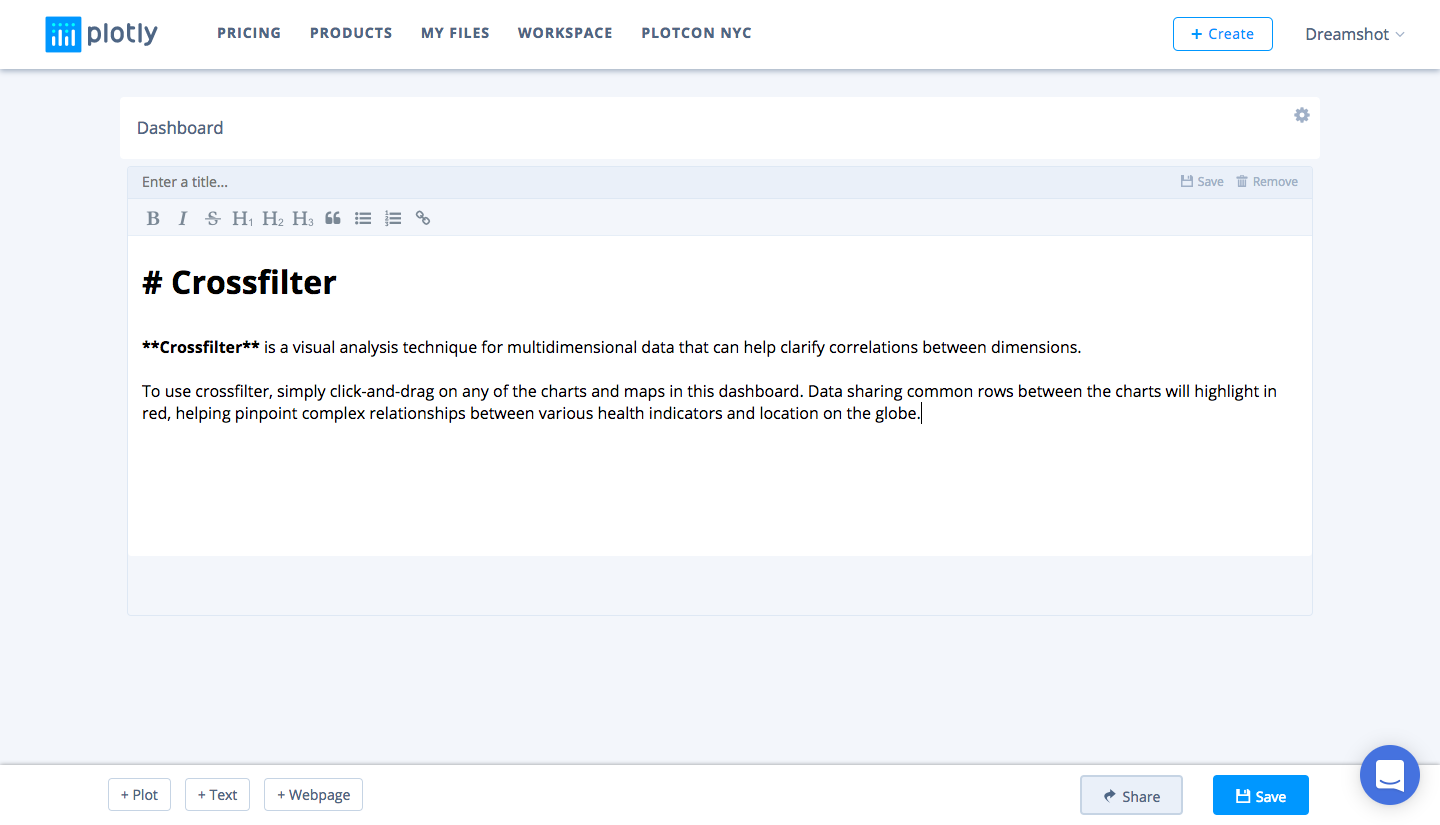 plotly
PRICING PRODUCTS MY FILES WORKSPACE PLOTCON NYC
+ Create
Dreamshot
Dashboard
Enter a title...
Save Remove
B I S H1 H2 H3
# Crossfilter
**Crossfilter** is a visual analysis technique for multidimensional data that can help clarify correlations between dimensions.
To use crossfilter, simply click-and-drag on any of the charts and maps in this dashboard. Data sharing common rows between the charts will highlight in
red, helping pinpoint complex relationships between various health indicators and location on the globe.
+ Plot + Text + Webpage
Share
Save